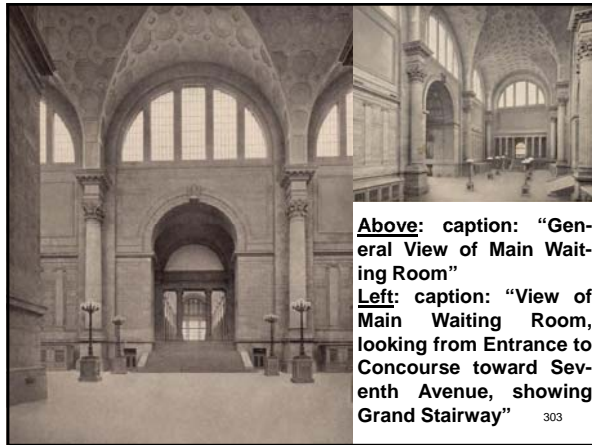 Above: caption: “Gen-
eral View of Main Wait-
ing Room”
Left: caption: “View of
Main Waiting Room,
looking from Entrance to
Concourse toward Sev-
enth Avenue, showing
Grand Stairway”
303